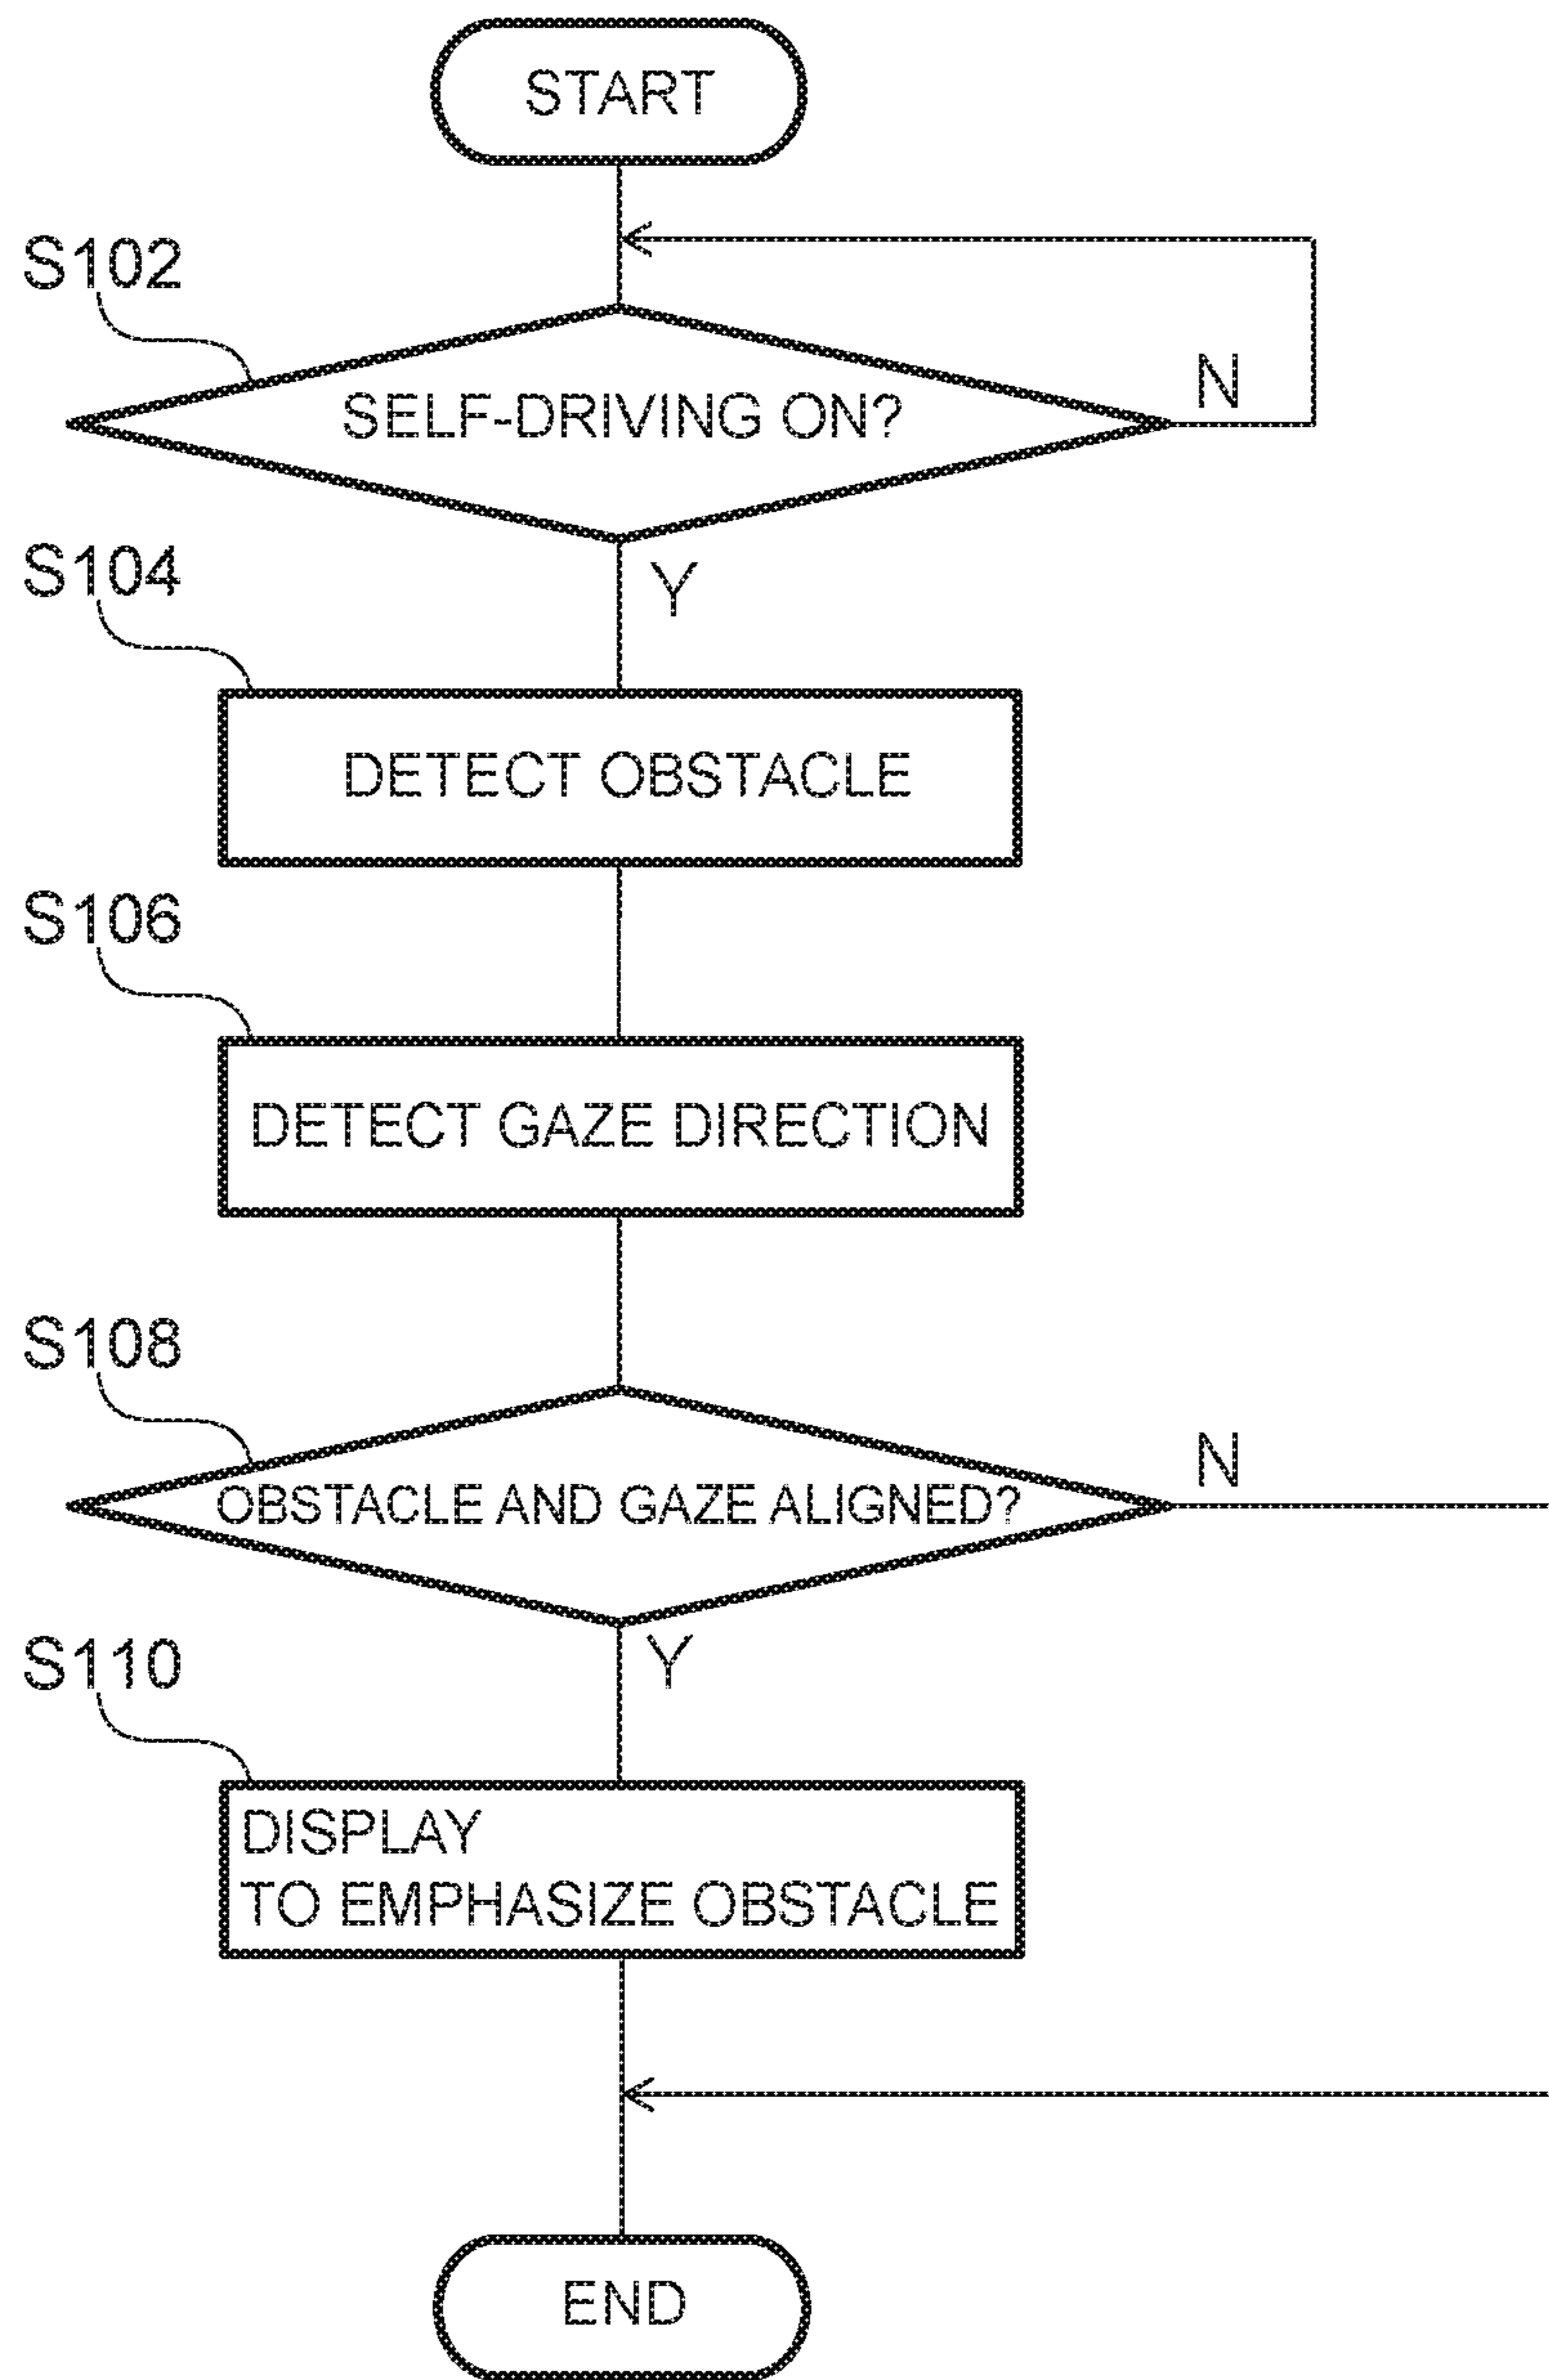 START
S102
SELF-DRIVING ON?
N
Y
S104
DETECT OBSTACLE
S106
DETECT GAZE DIRECTION
S108
OBSTACLE AND GAZE ALIGNED?
N
Y
S110
DISPLAY
TO EMPHASIZE OBSTACLE
END